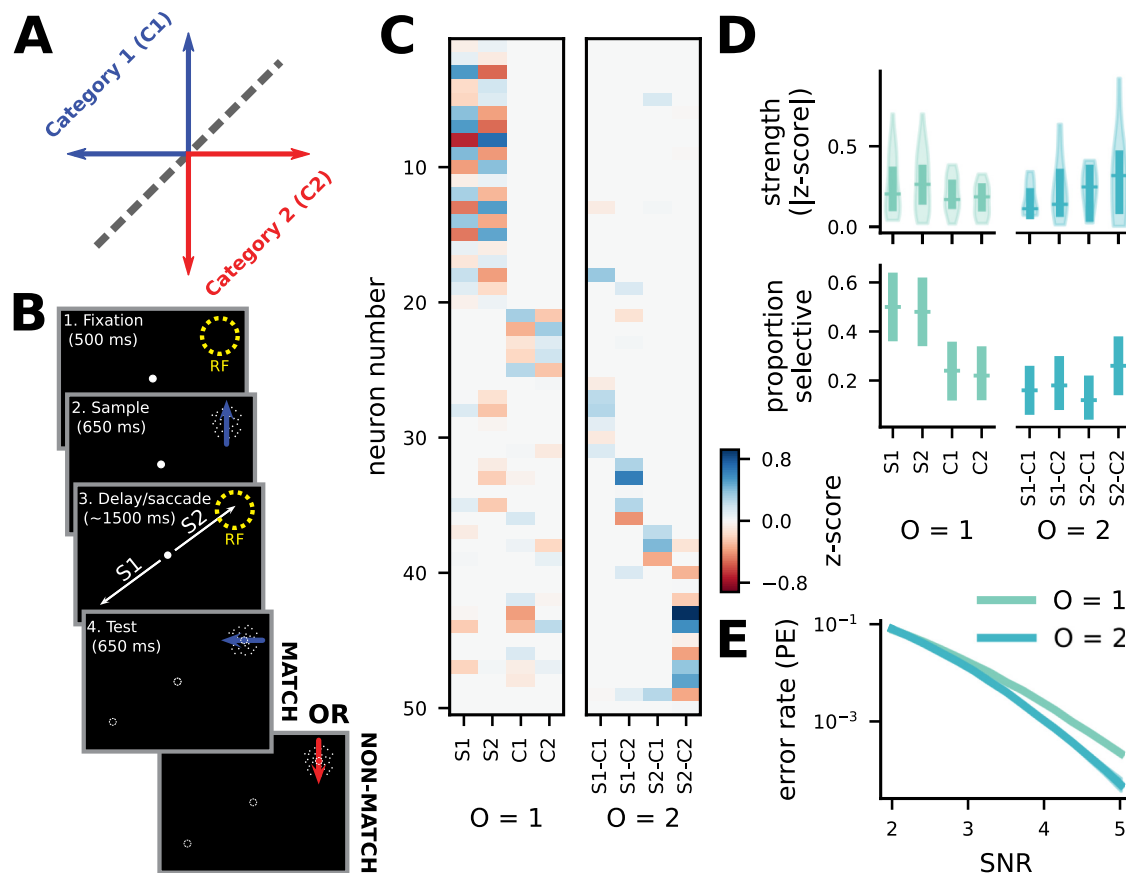 A
Category 1 (C1)
Category 2 (C2)
B
1. Fixation
(500 ms)
RF
2. Sample
(650 ms)
3. Delay/saccade
(~1500 ms)
RF
S2
S1
4. Test
(650 ms)
MATCH
OR
NON-MATCH
C
neuron number
10
20
30
40
50
S1
S2
C1
C2
O = 1
S1-C1
S1-C2
S2-C1
S2-C2
O = 2
0.8
0.0
−0.8
z-score
D
strength
(|z-score|)
0.5
0.0
proportion
selective
0.6
0.4
0.2
S1
S2
C1
C2
O = 1
S1-C1
S1-C2
S2-C1
S2-C2
O = 2
E
O = 1
O = 2
error rate (PE)
10⁻¹
10⁻³
2
3
4
5
SNR